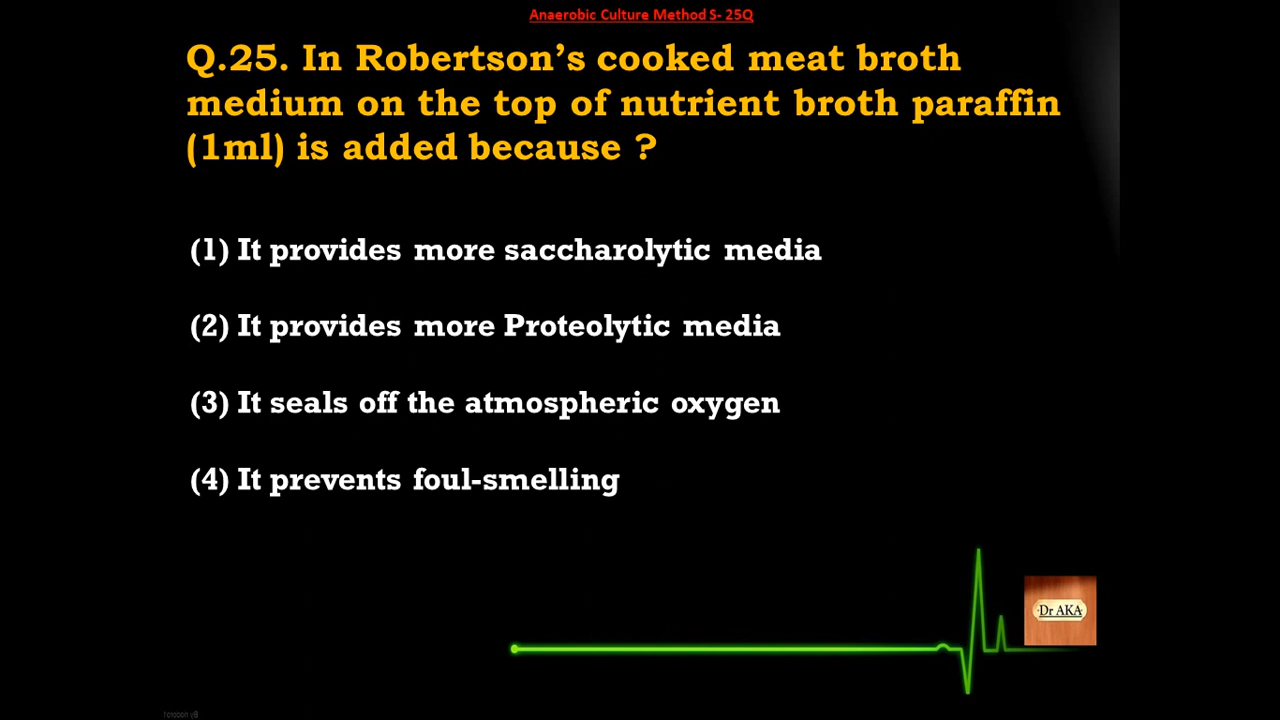 Anaerobic Culture Method S- 25Q
Q.25. In Robertson's cooked meat broth
medium on the top of nutrient broth paraffin
(1ml) is added because ?
(1) It provides more saccharolytic media
(2) It provides more Proteolytic media
(3) It seals off the atmospheric oxygen
(4) It prevents foul-smelling
Dr AKA